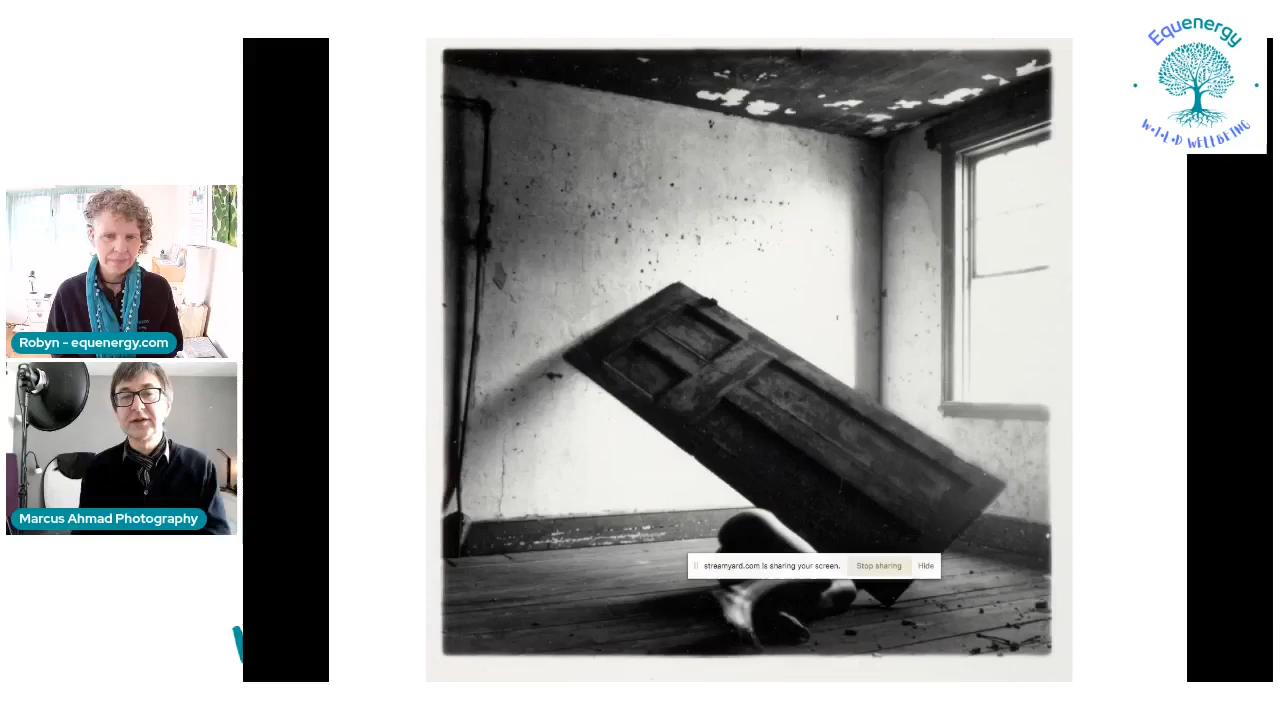 Equenergy
W·I·L·D WELLBEING
Robyn - equenergy.com
Marcus Ahmad Photography
streamyard.com is sharing your screen. Stop sharing Hide